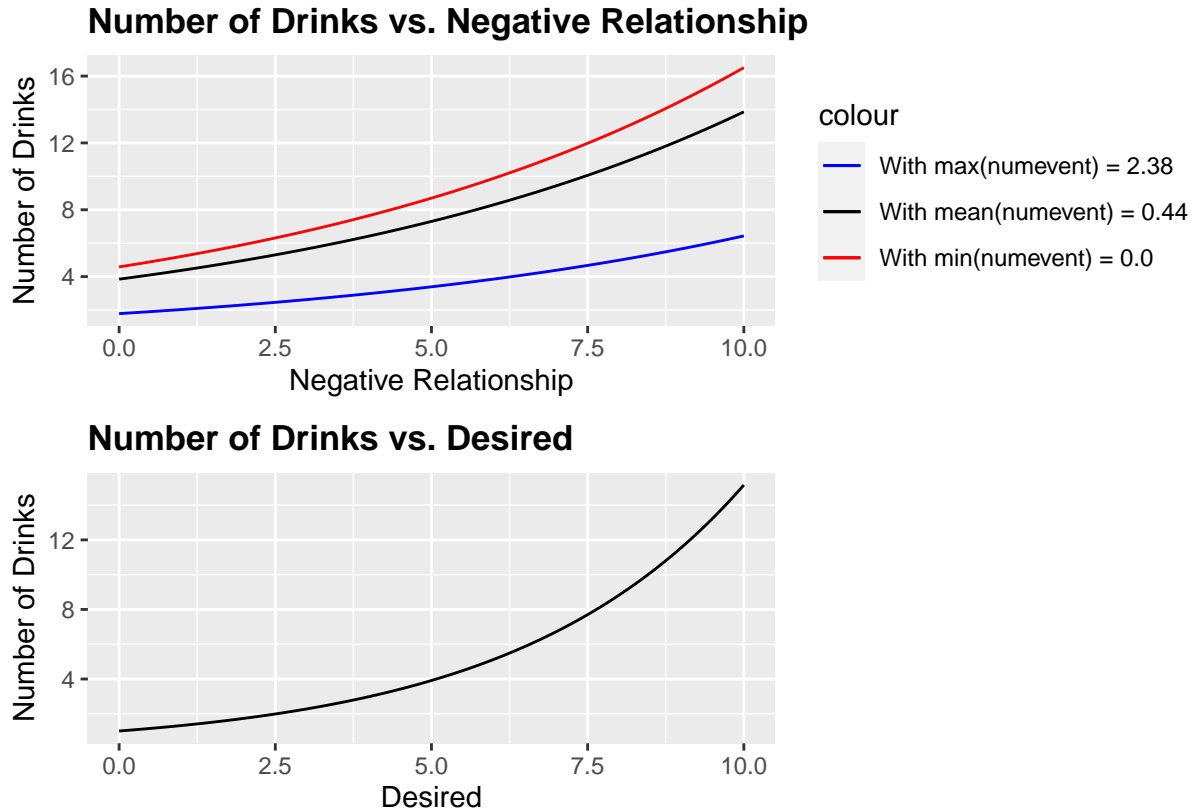 Number of Drinks vs. Negative Relationship
Number of Drinks
16
12
8
4
0.0 2.5 5.0 7.5 10.0
Negative Relationship
colour
With max(numevent) = 2.38
With mean(numevent) = 0.44
With min(numevent) = 0.0
Number of Drinks vs. Desired
Number of Drinks
12
8
4
0.0 2.5 5.0 7.5 10.0
Desired